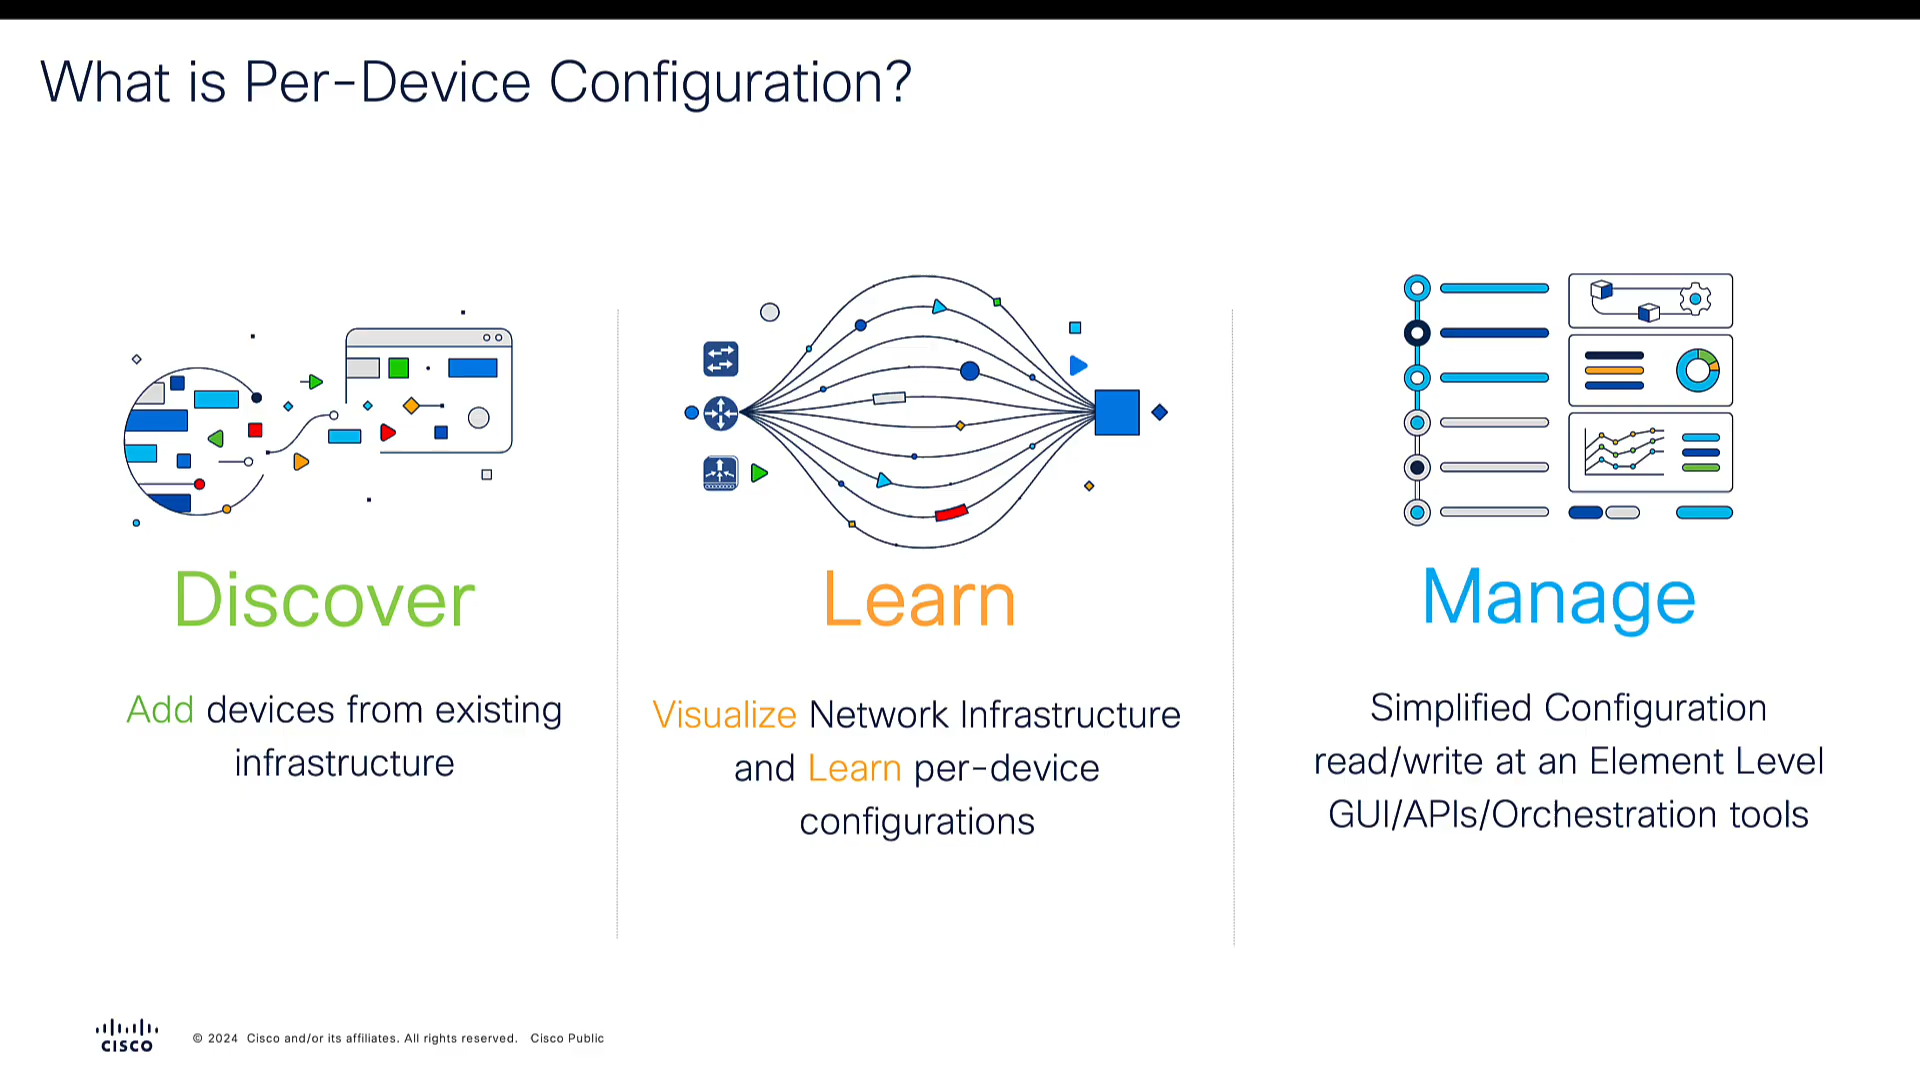 What is Per-Device Configuration?
Discover
Add devices from existing
infrastructure
Learn
Visualize Network Infrastructure
and Learn per-device
configurations
Manage
Simplified Configuration
read/write at an Element Level
GUI/APIs/Orchestration tools
CISCO
© 2024 Cisco and/or its affiliates. All rights reserved. Cisco Public